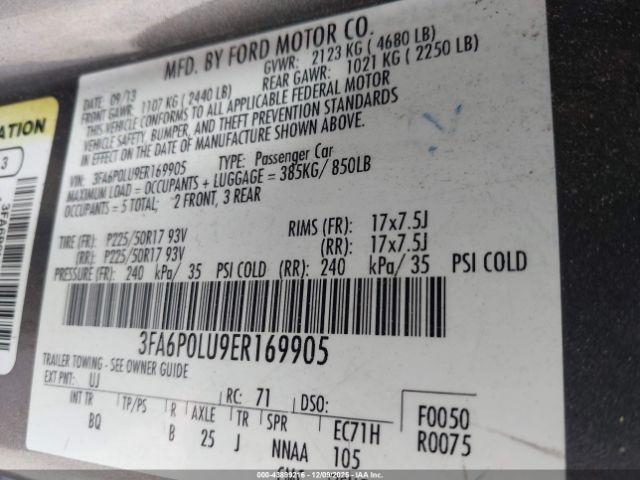 MFD. BY FORD MOTOR CO.
DATE: 09/13 GVWR: 2123 KG ( 4680 LB)
FRONT GAWR: 1107 KG ( 2440 LB) REAR GAWR: 1021 KG ( 2250 LB)
THIS VEHICLE CONFORMS TO ALL APPLICABLE FEDERAL MOTOR
VEHICLE SAFETY, BUMPER, AND THEFT PREVENTION STANDARDS
IN EFFECT ON THE DATE OF MANUFACTURE SHOWN ABOVE.
VIN: 3FA6P0LU9ER169905 TYPE: Passenger Car
MAXIMUM LOAD = OCCUPANTS + LUGGAGE = 385KG/ 850LB
OCCUPANTS = 5 TOTAL, 2 FRONT, 3 REAR
TIRE (FR): P225/50R17 93V RIMS (FR): 17x7.5J
(RR): P225/50R17 93V (RR): 17x7.5J
PRESSURE (FR): 240 kPa/ 35 PSI COLD (RR): 240 kPa/ 35 PSI COLD
3FA6P0LU9ER169905
TRAILER TOWING - SEE OWNER GUIDE
EXT PNT: UJ RC: 71 DSO:
INT TR TP/PS R AXLE TR SPR EC71H F0050
BQ B 25 J NNAA 105 R0075
ATION
3
000-43899216 - 12/09/2025 -